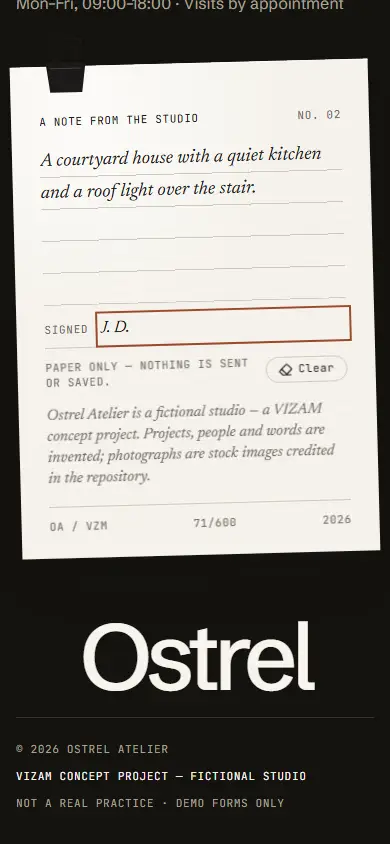 Mon–Fri, 09:00–18:00 · Visits by appointment
A NOTE FROM THE STUDIO
NO. 02
A courtyard house with a quiet kitchen
and a roof light over the stair.
SIGNED
J. D.
PAPER ONLY — NOTHING IS SENT
OR SAVED.
Clear
Ostrel Atelier is a fictional studio — a VIZAM
concept project. Projects, people and words are
invented; photographs are stock images credited
in the repository.
OA / VZM
71/600
2026
Ostrel
© 2026 OSTREL ATELIER
VIZAM CONCEPT PROJECT — FICTIONAL STUDIO
NOT A REAL PRACTICE · DEMO FORMS ONLY